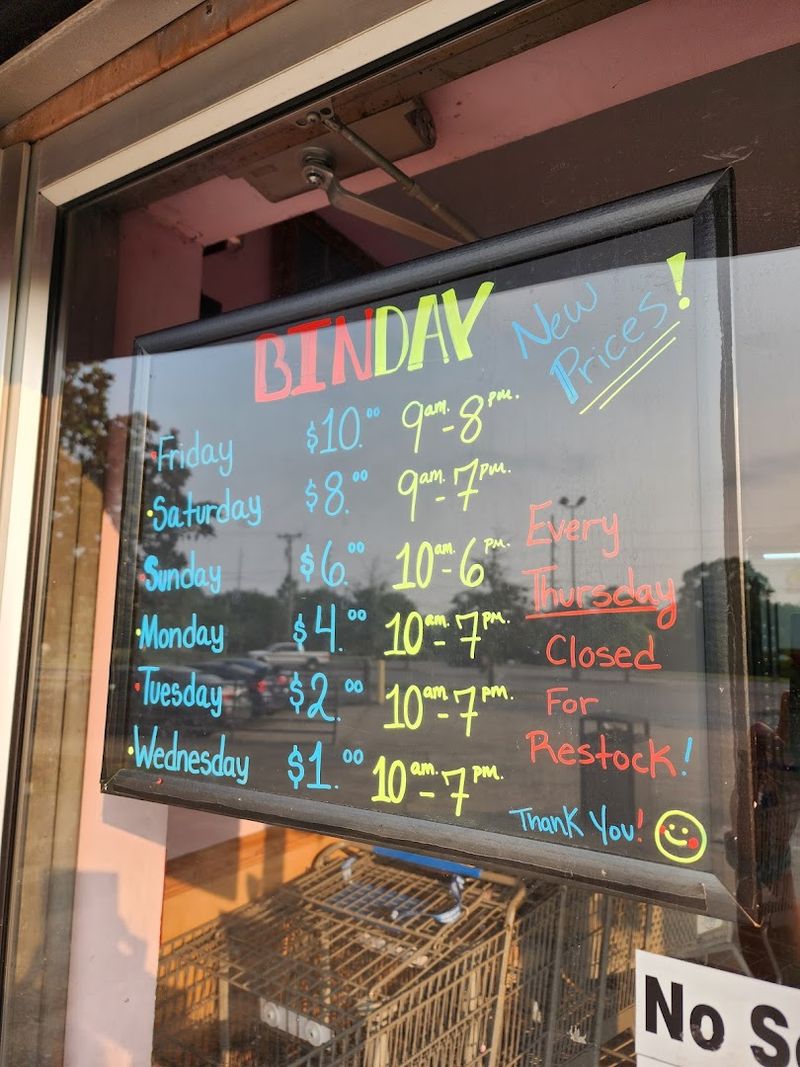 BINDAY New Prices!
•Friday $10.00 9am.-8pm.
•Saturday $8.00 9am-7pm.
•Sunday $6.00 10am-6pm.
•Monday $4.00 10am-7pm.
•Tuesday $2.00 10am-7pm.
•Wednesday $1.00 10am.-7pm.
Every
Thursday
Closed
For
Restock!
Thank You!
No